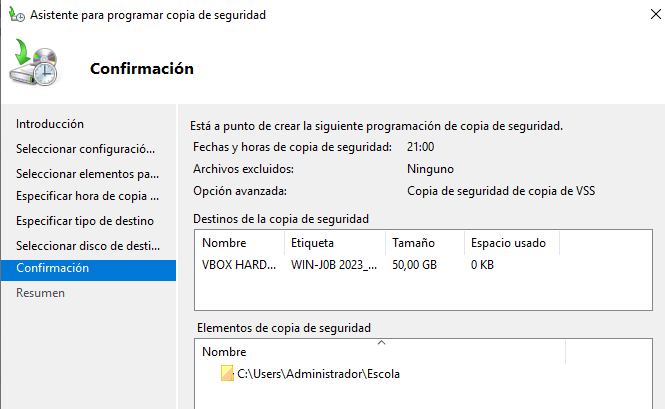 Asistente para programar copia de seguridad
Confirmación
Introducción
Seleccionar configuració...
Seleccionar elementos pa...
Especificar hora de copia ...
Especificar tipo de destino
Seleccionar disco de desti...
Confirmación
Resumen
Está a punto de crear la siguiente programación de copia de seguridad.
Fechas y horas de copia de seguridad: 21:00
Archivos excluidos: Ninguno
Opción avanzada: Copia de seguridad de copia de VSS
Destinos de la copia de seguridad
Nombre Etiqueta Tamaño Espacio usado
VBOX HARD... WIN-J0B 2023_... 50,00 GB 0 KB
Elementos de copia de seguridad
Nombre
C:\Users\Administrador\Escola